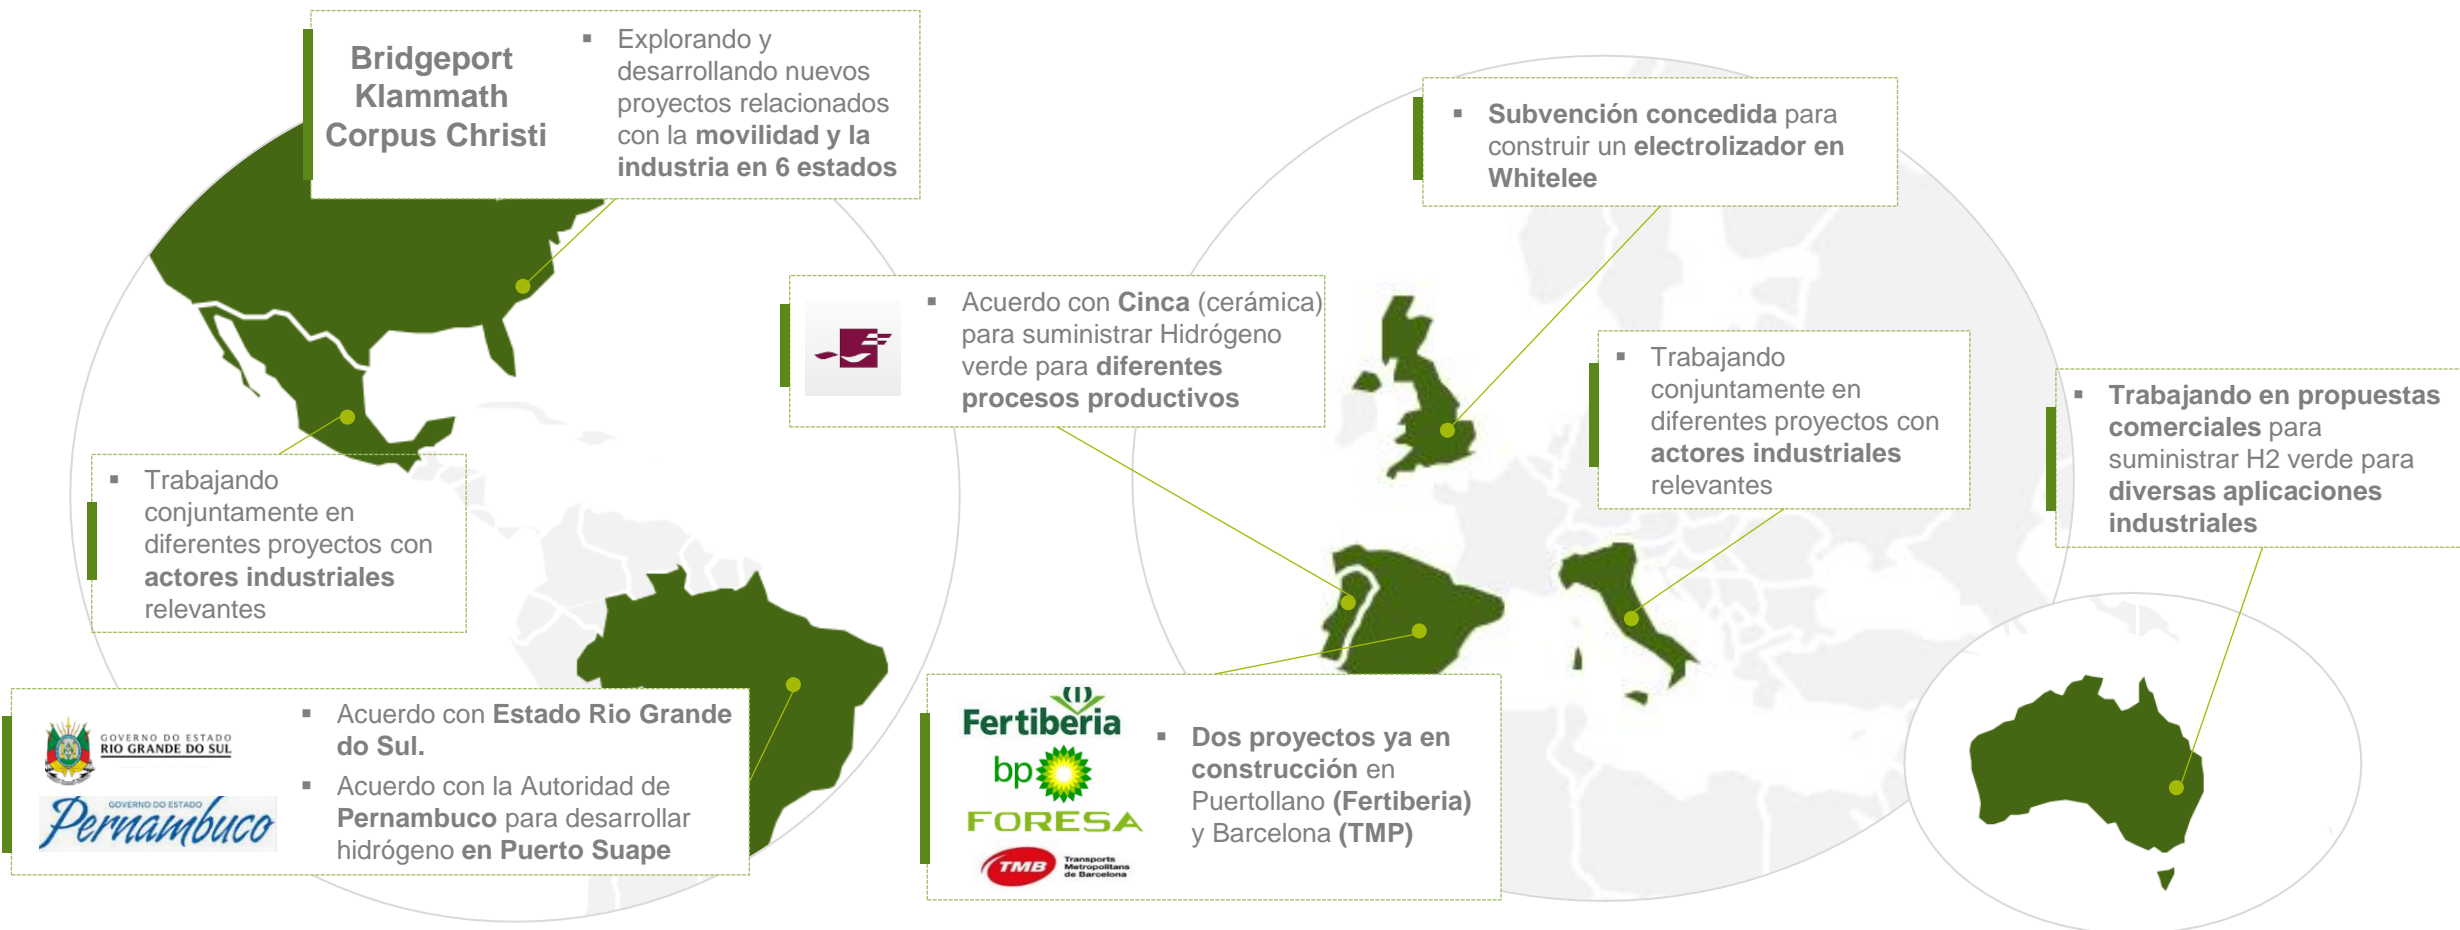 Bridgeport
Klammath
Corpus Christi
▪ Explorando y
desarrollando nuevos
proyectos relacionados
con la movilidad y la
industria en 6 estados
▪ Subvención concedida para
construir un electrolizador en
Whitelee
▪ Acuerdo con Cinca (cerámica)
para suministrar Hidrógeno
verde para diferentes
procesos productivos
▪ Trabajando
conjuntamente en
diferentes proyectos con
actores industriales
relevantes
▪ Trabajando en propuestas
comerciales para
suministrar H2 verde para
diversas aplicaciones
industriales
▪ Trabajando
conjuntamente en
diferentes proyectos con
actores industriales
relevantes
GOVERNO DO ESTADO
RIO GRANDE DO SUL
GOVERNO DO ESTADO
Pernambuco
▪ Acuerdo con Estado Rio Grande
do Sul.
▪ Acuerdo con la Autoridad de
Pernambuco para desarrollar
hidrógeno en Puerto Suape
Fertiberia
bp
FORESA
TMB
Transports
Metropolitans
de Barcelona
▪ Dos proyectos ya en
construcción en
Puertollano (Fertiberia)
y Barcelona (TMP)